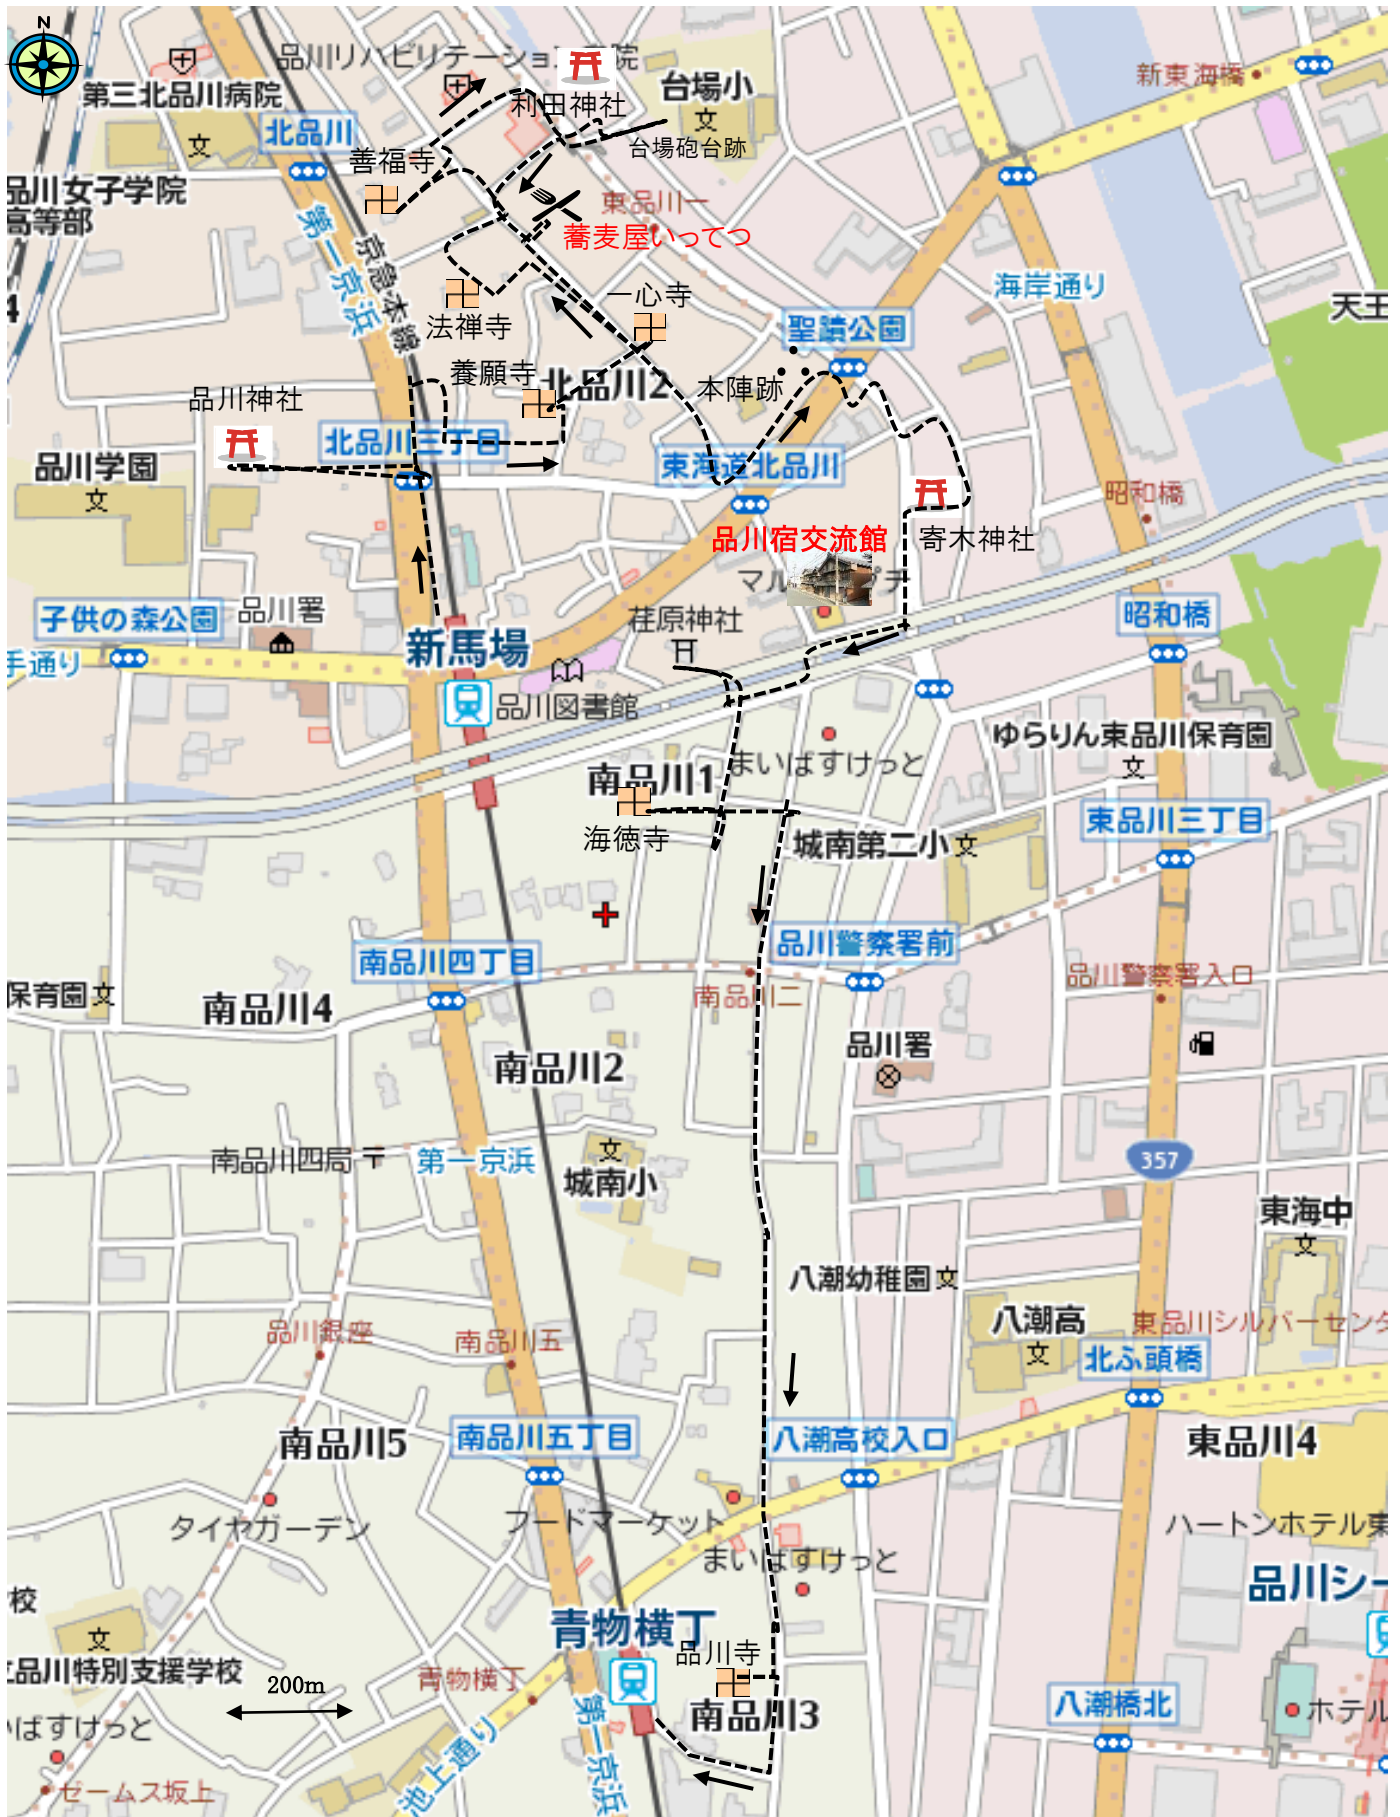 N
品川リハビリテーション
院
第三北品川病院
利田神社
台場小
新東海橋
北品川
善福寺
台場砲台跡
品川女子学院
高等部
東品川一
第一京浜
京急本線
蕎麦屋いってつ
法禅寺
一心寺
海岸通り
天王
4
聖蹟公園
養願寺
北品川2
本陣跡
品川神社
北品川三丁目
品川学園
東海道北品川
昭和橋
品川宿交流館
寄木神社
マル
プチ
子供の森公園
品川署
荏原神社
昭和橋
手通り
新馬場
品川図書館
ゆらりん東品川保育園
まいばすけっと
南品川1
海徳寺
城南第二小
東品川三丁目
品川警察署前
南品川四丁目
保育園
南品川4
南品川二
品川警察署入口
品川署
南品川2
南品川四局
第一京浜
357
城南小
東海中
八潮幼稚園
八潮高
品川銀座
南品川五
東品川シルバーセンタ
北ふ頭橋
南品川5
南品川五丁目
八潮高校入口
東品川4
タイヤガーデン
フードマーケット
ハートンホテル東
まいばすけっと
品川シー
校
青物横丁
品川寺
品川特別支援学校
青物横丁
200m
南品川3
八潮橋北
ホテル
いばすけっと
第一京浜
池上通り
ゼームス坂上